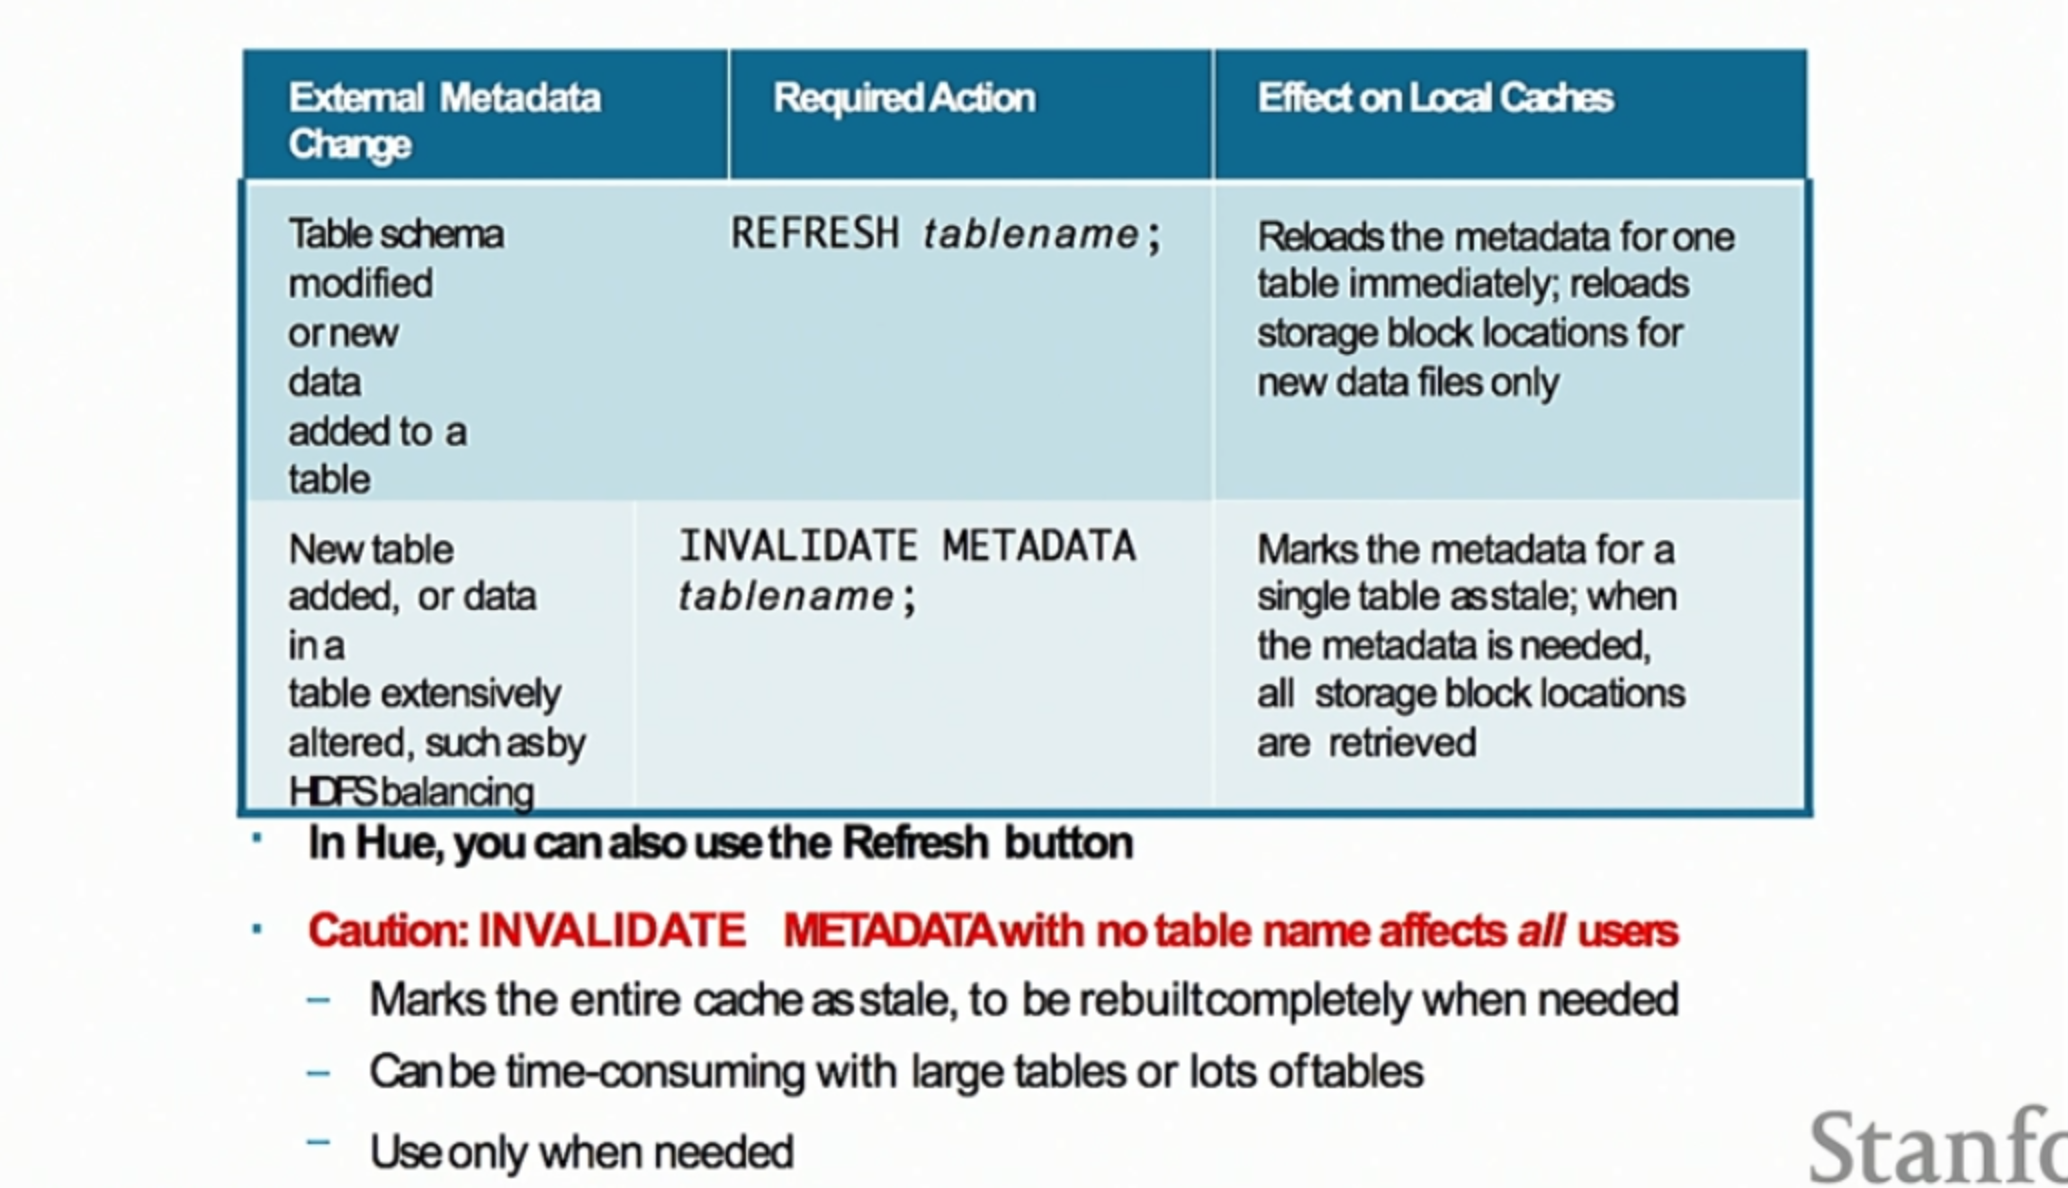 External Metadata
Change
Required Action
Effect on Local Caches
Table schema
modified
or new
data
added to a
table
REFRESH tablename;
Reloads the metadata for one
table immediately; reloads
storage block locations for
new data files only
New table
added, or data
in a
table extensively
altered, such as by
HDFS balancing
INVALIDATE METADATA
tablename;
Marks the metadata for a
single table as stale; when
the metadata is needed,
all storage block locations
are retrieved
· In Hue, you can also use the Refresh button
· Caution: INVALIDATE METADATA with no table name affects all users
– Marks the entire cache as stale, to be rebuilt completely when needed
– Can be time-consuming with large tables or lots of tables
– Use only when needed
Stanfo